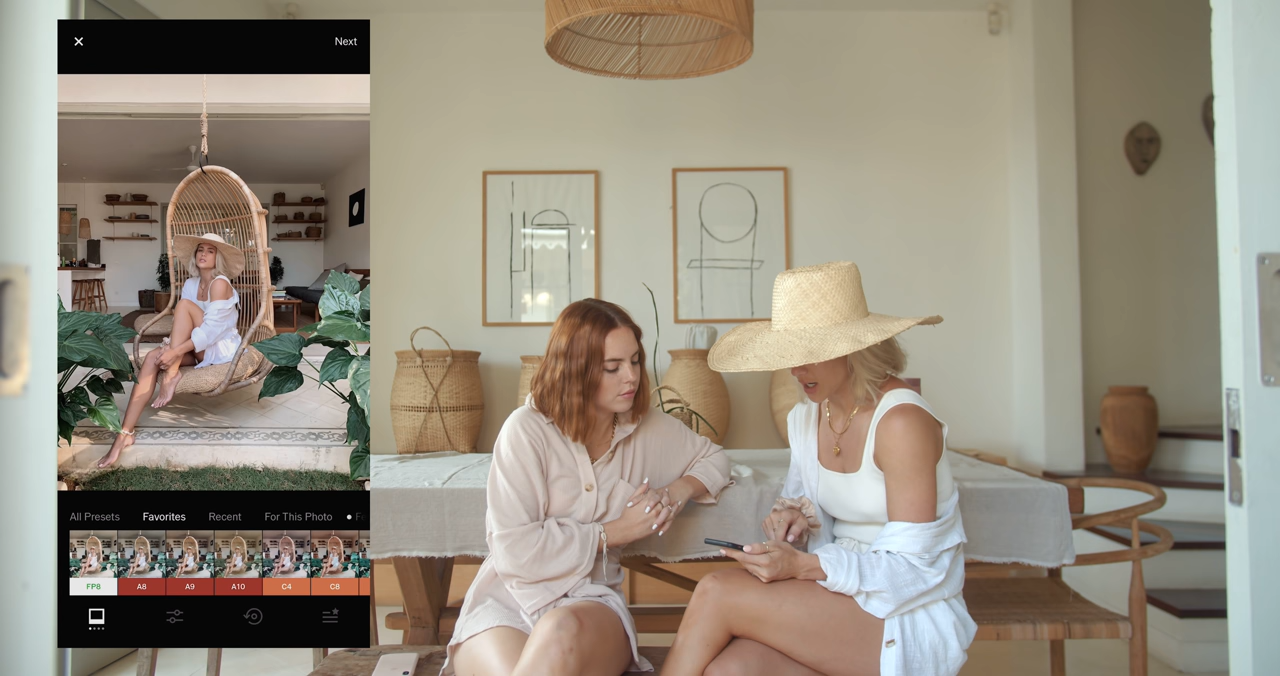 Next
All Presets Favorites Recent For This Photo
FP8 A8 A9 A10 C4 C8